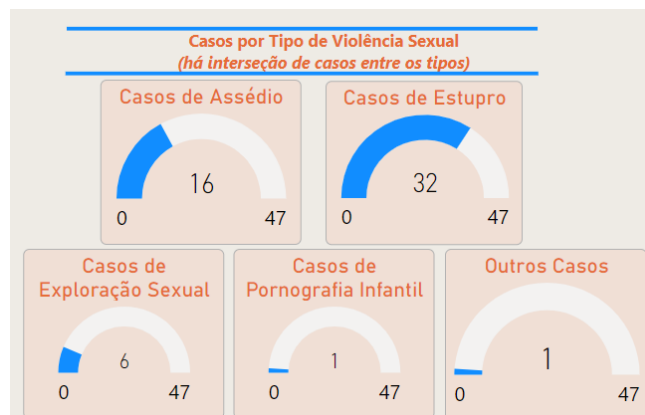 Casos por Tipo de Violência Sexual
(há interseção de casos entre os tipos)
Casos de Assédio
16
0 47
Casos de Estupro
32
0 47
Casos de
Exploração Sexual
6
0 47
Casos de
Pornografia Infantil
1
0 47
Outros Casos
1
0 47